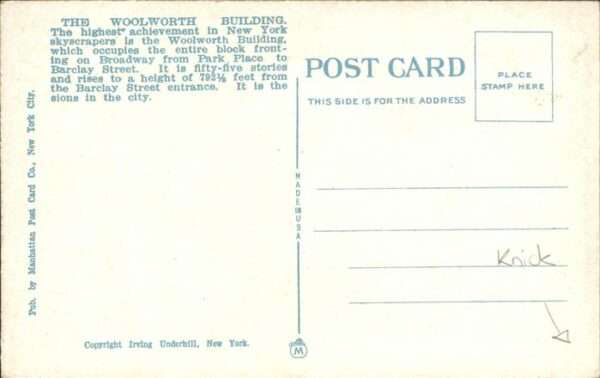 THE WOOLWORTH BUILDING.
The highest achievement in New York
skyscrapers is the Woolworth Building,
which occupies the entire block front-
ing on Broadway from Park Place to
Barclay Street. It is fifty-five stories
and rises to a height of 792½ feet from
the Barclay Street entrance. It is the
sions in the city.
Pub. by Manhattan Post Card Co., New York City.
Copyright Irving Underhill, New York.
MADE IN USA
M
POST CARD
THIS SIDE IS FOR THE ADDRESS
PLACE
STAMP HERE
Knick